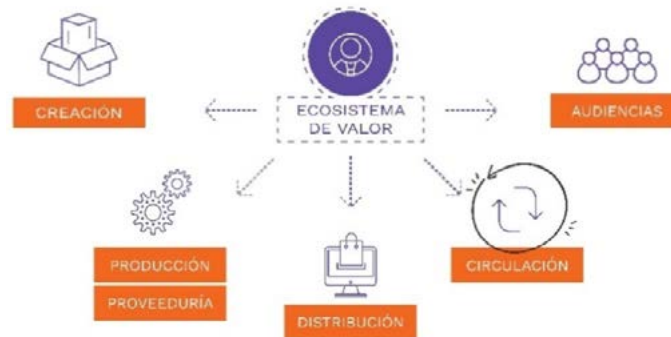 ECOSISTEMA
DE VALOR
CREACIÓN
AUDIENCIAS
PRODUCCIÓN
PROVEEDURÍA
CIRCULACIÓN
DISTRIBUCIÓN